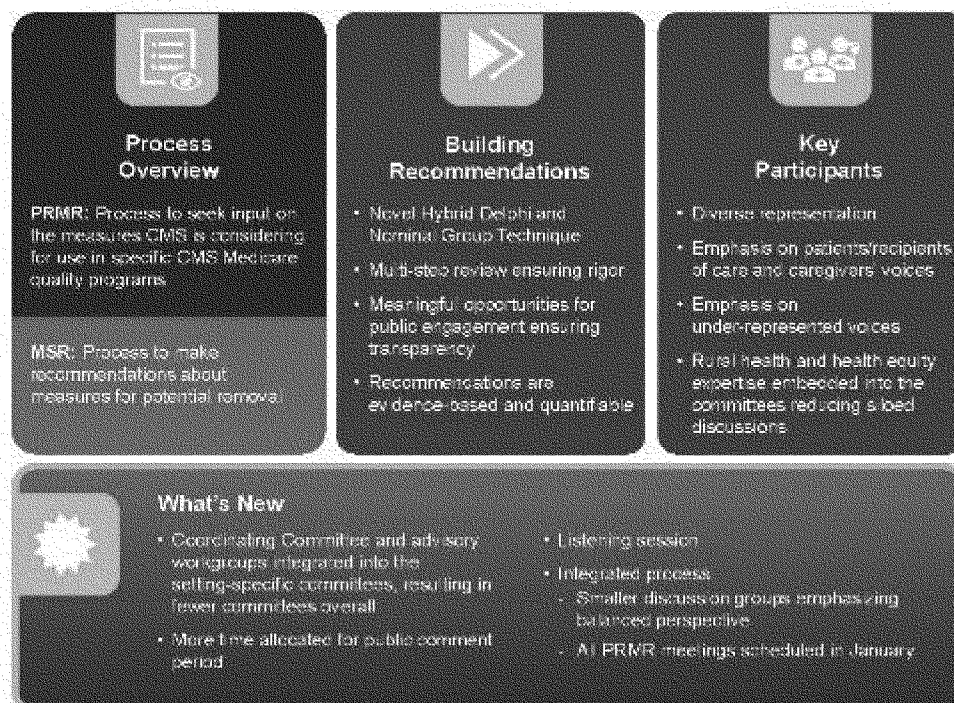 Process
Overview
PRMR: Process to seek input on
the measures CMS is considering
for use in specific CMS Medicare
quality programs
MSR: Process to make
recommendations about
measures for potential removal
Building
Recommendations
• Novel Hybrid Delphi and
Nominal Group Technique
• Multi-step review ensuring rigor
• Meaningful opportunities for
public engagement ensuring
transparency
• Recommendations are
evidence-based and quantifiable
Key
Participants
• Diverse representation
• Emphasis on patients/recipients
of care and caregivers' voices
• Emphasis on
under-represented voices
• Rural health and health equity
expertise embedded into the
committees reducing siloed
discussions
What's New
• Coordinating Committee and advisory
workgroups integrated into the
setting-specific committees, resulting in
fewer committees overall
• More time allocated for public comment
period
• Listening session
• Integrated process
- Smaller discussion groups emphasizing
balanced perspective
- All PRMR meetings scheduled in January